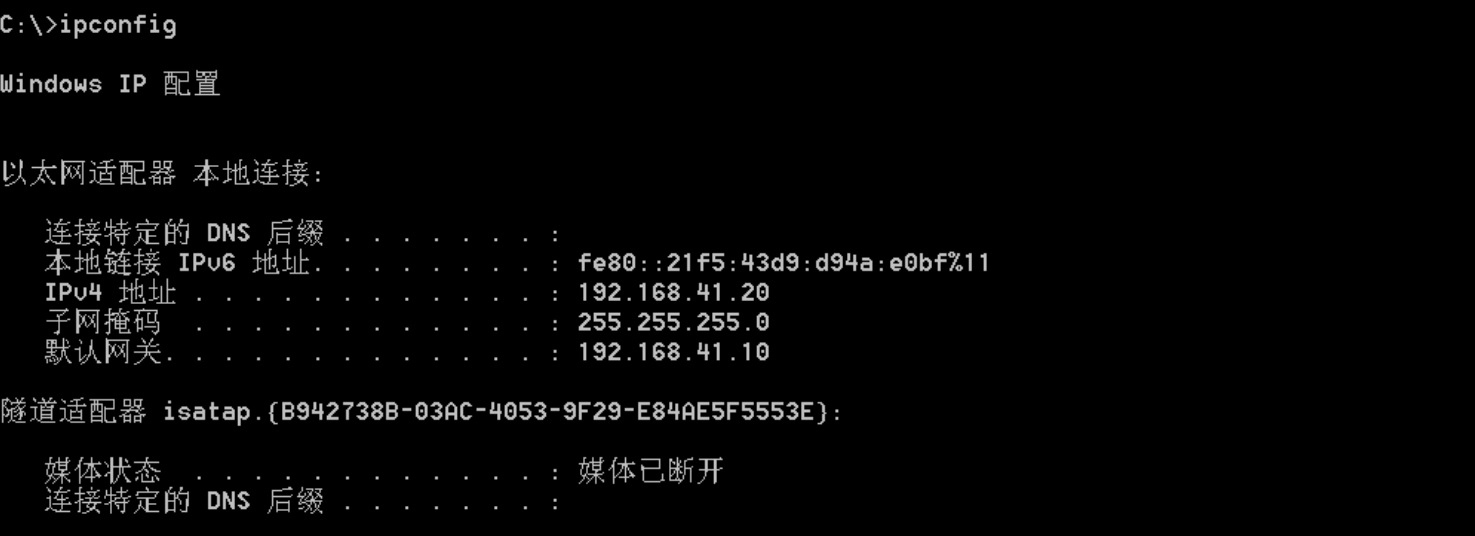 C:\>ipconfig
Windows IP 配置
以太网适配器 本地连接:
连接特定的 DNS 后缀 . . . . . . . :
本地链接 IPv6 地址. . . . . . . . : fe80::21f5:43d9:d94a:e0bf%11
IPv4 地址 . . . . . . . . . . . . : 192.168.41.20
子网掩码  . . . . . . . . . . . . : 255.255.255.0
默认网关. . . . . . . . . . . . . : 192.168.41.10
隧道适配器 isatap.{B942738B-03AC-4053-9F29-E84AE5F5553E}:
媒体状态  . . . . . . . . . . . . : 媒体已断开
连接特定的 DNS 后缀 . . . . . . . :